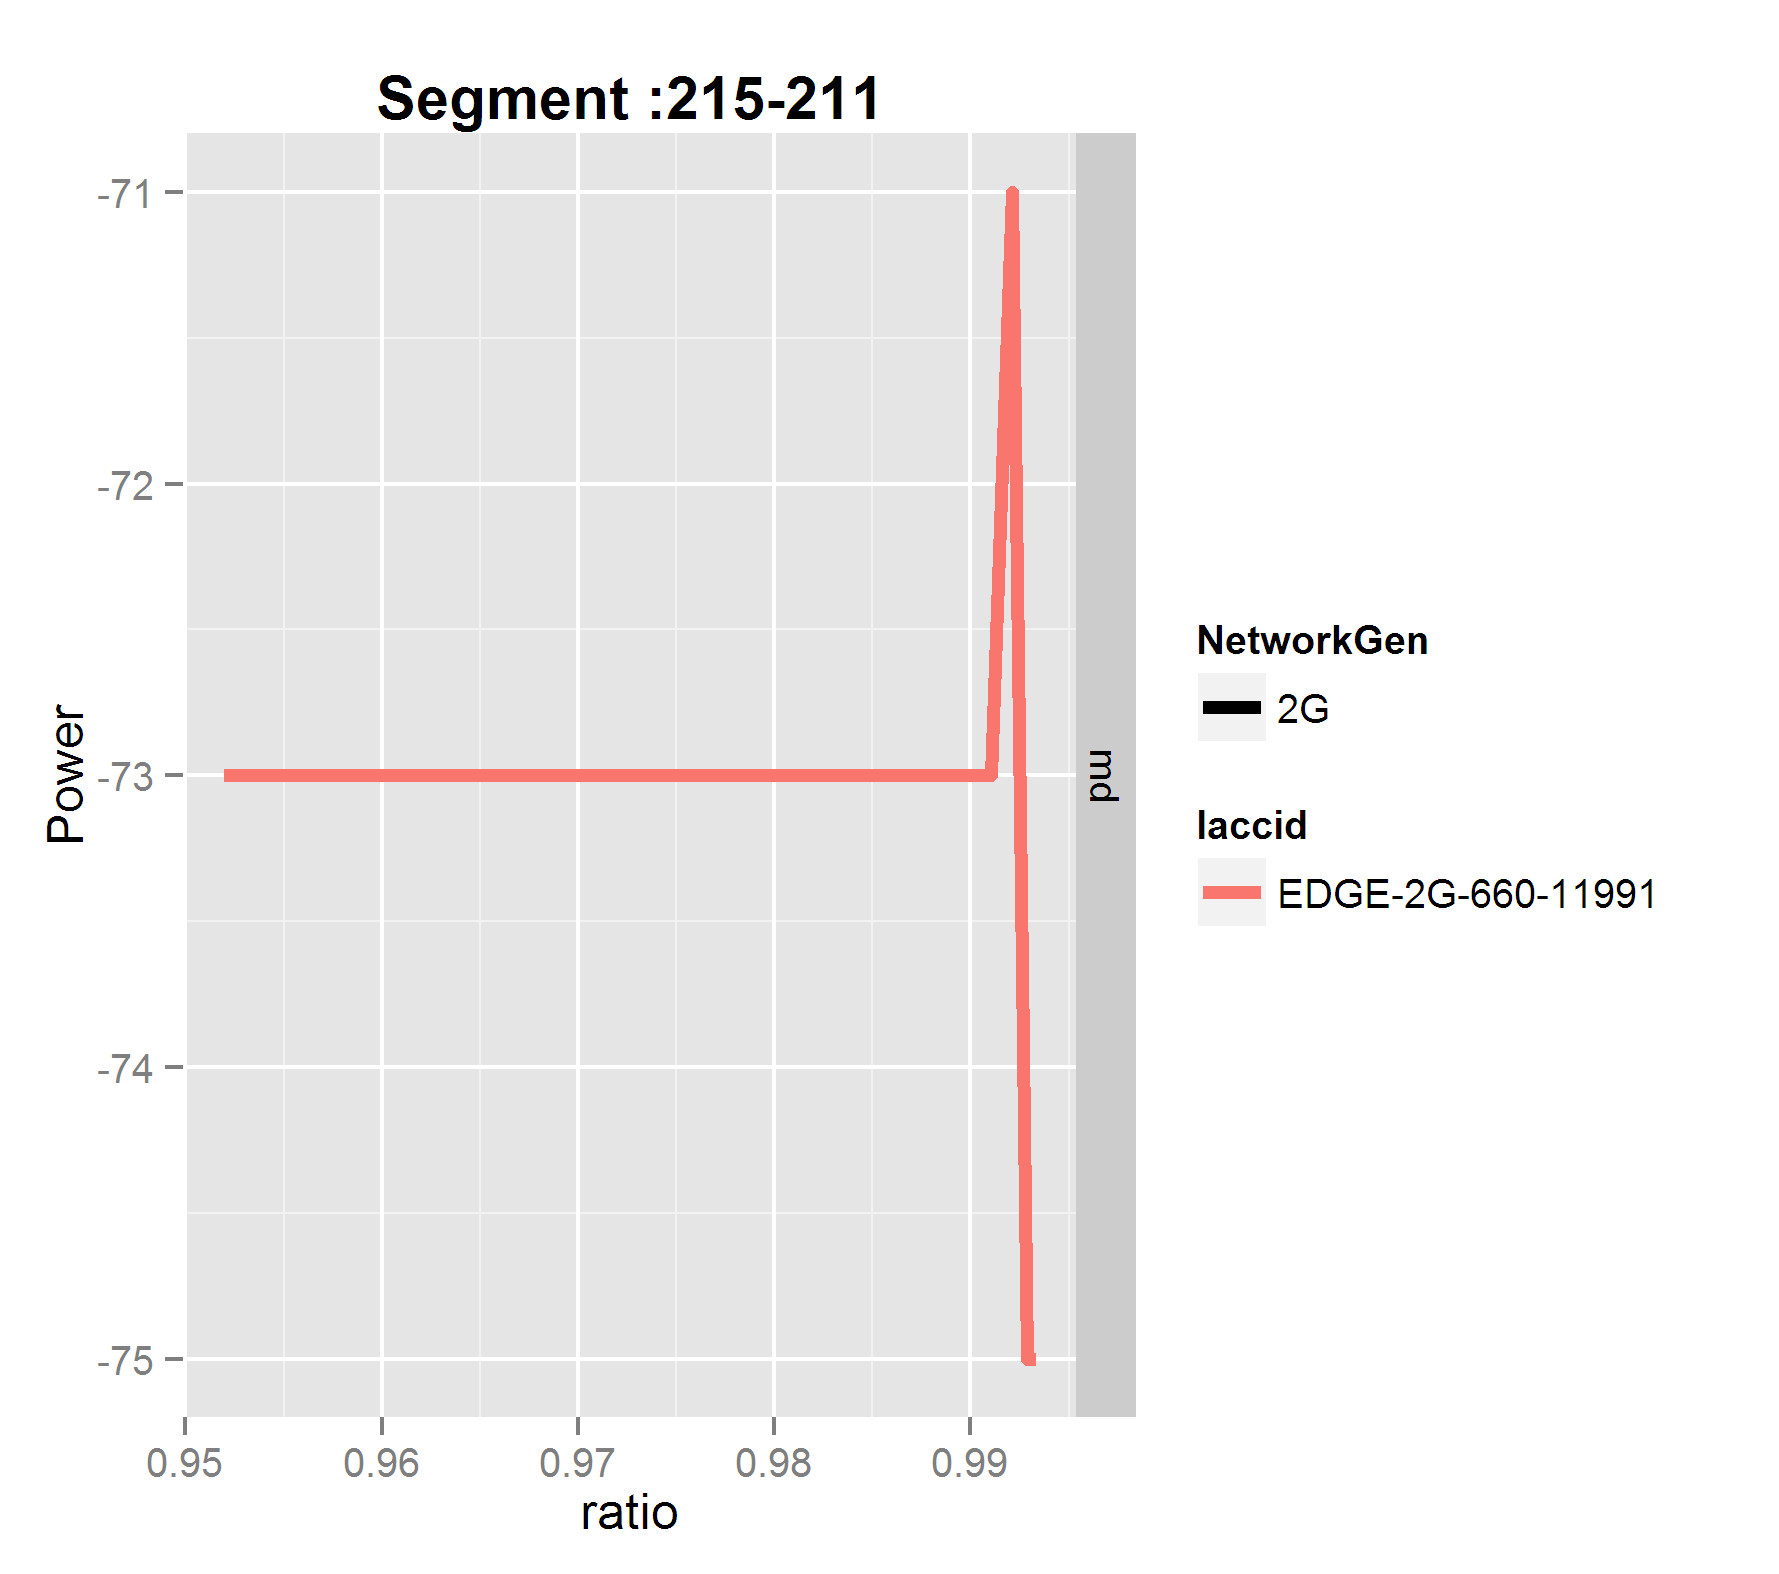 Segment :215-211
-71
-72
-73
-74
-75
Power
0.95 0.96 0.97 0.98 0.99
ratio
md
NetworkGen
2G
laccid
EDGE-2G-660-11991